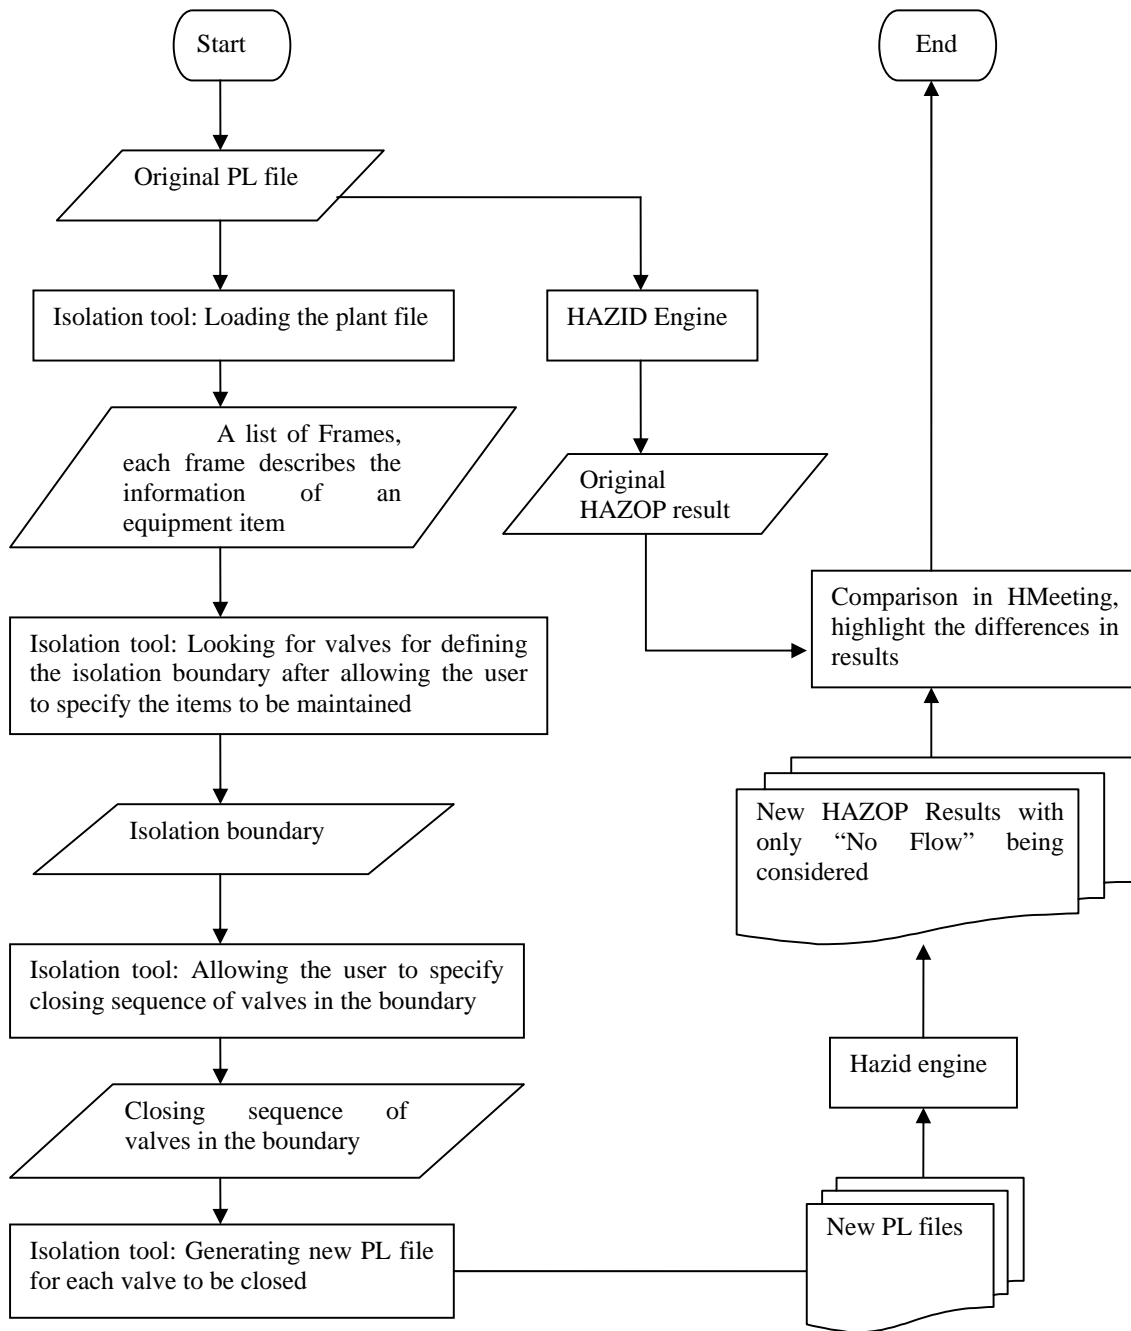 Start
End
Original PL file
Isolation tool: Loading the plant file
HAZID Engine
A list of Frames,
each frame describes the
information of an
equipment item
Original
HAZOP result
Isolation tool: Looking for valves for defining
the isolation boundary after allowing the user
to specify the items to be maintained
Comparison in HMeeting,
highlight the differences in
results
Isolation boundary
New HAZOP Results with
only “No Flow” being
considered
Isolation tool: Allowing the user to specify
closing sequence of valves in the boundary
Hazid engine
Closing sequence of
valves in the boundary
Isolation tool: Generating new PL file
for each valve to be closed
New PL files